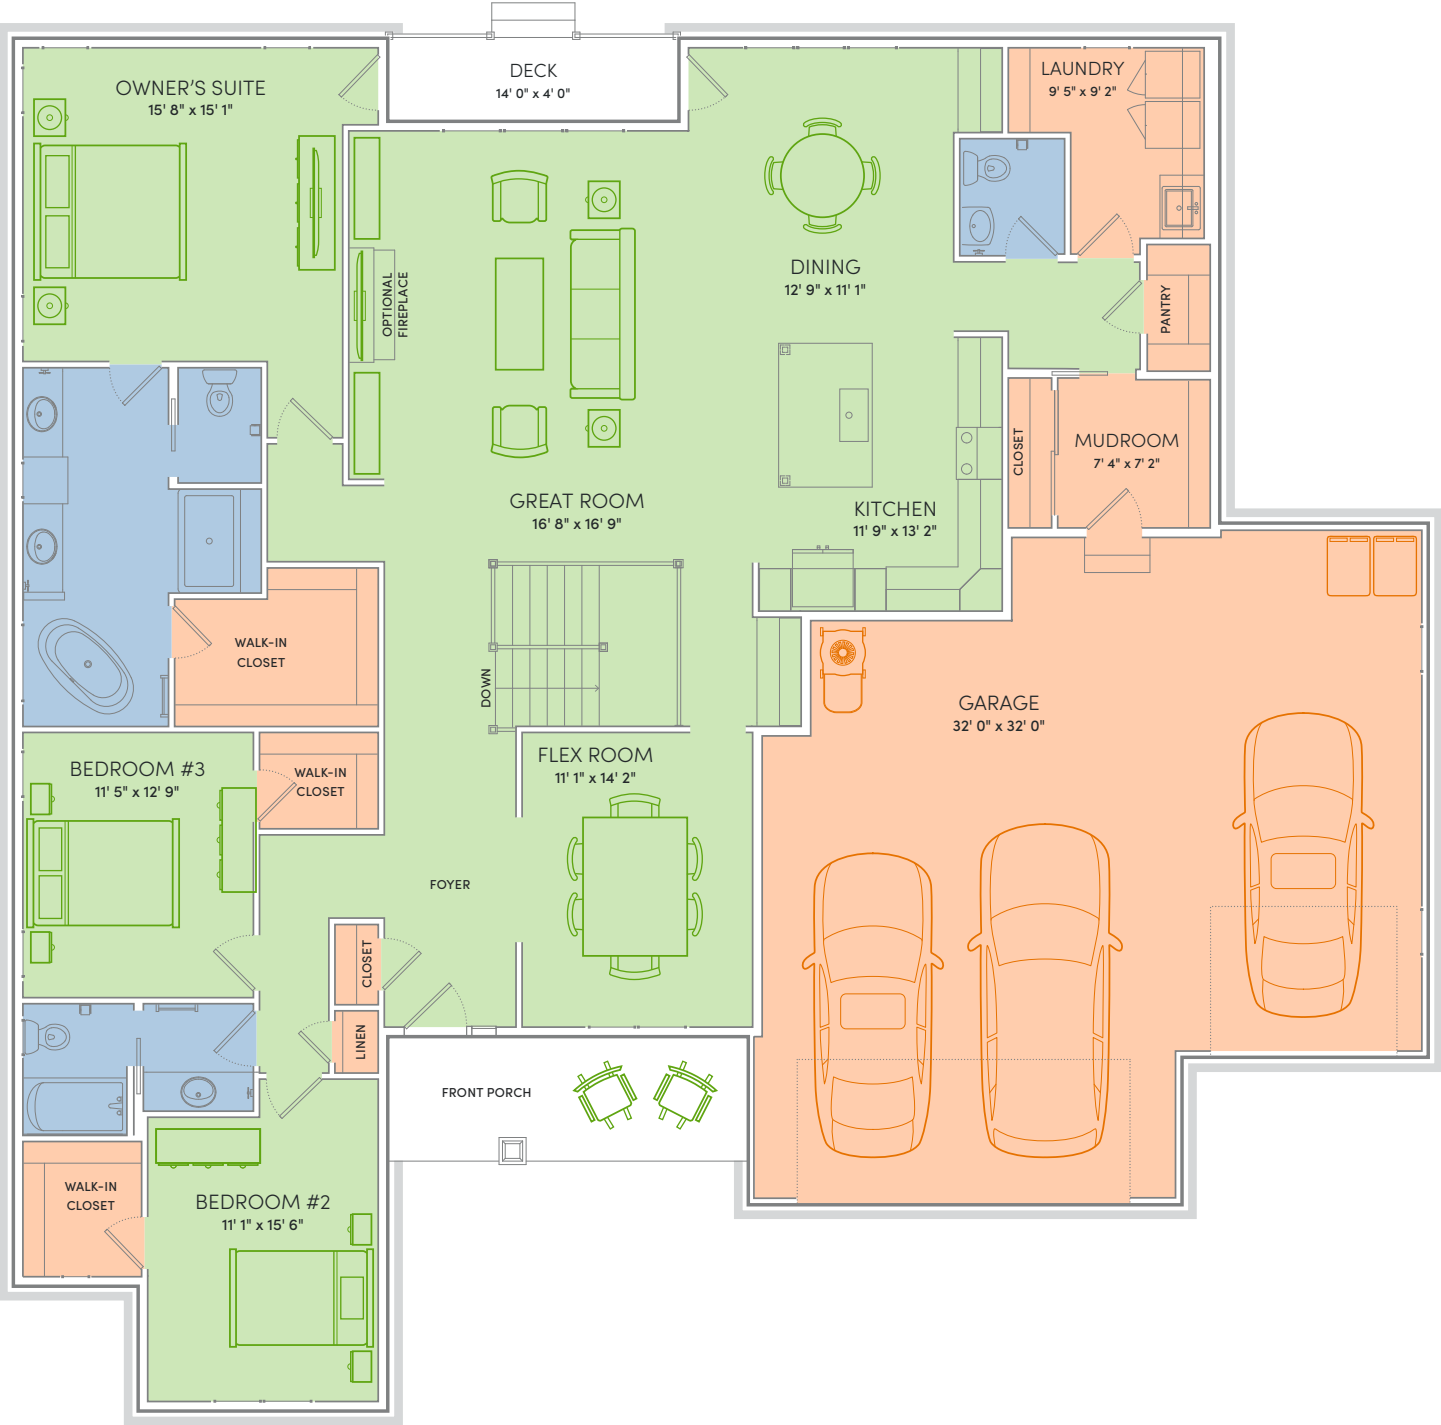 DECK
14' 0" x 4' 0"
LAUNDRY
9' 5" x 9' 2"
OWNER'S SUITE
15' 8" x 15' 1"
DINING
12' 9" x 11' 1"
OPTIONAL
FIREPLACE
PANTRY
GREAT ROOM
16' 8" x 16' 9"
KITCHEN
11' 9" x 13' 2"
CLOSET
MUDROOM
7' 4" x 7' 2"
WALK-IN
CLOSET
DOWN
GARAGE
32' 0" x 32' 0"
BEDROOM #3
11' 5" x 12' 9"
WALK-IN
CLOSET
FLEX ROOM
11' 1" x 14' 2"
FOYER
CLOSET
LINEN
FRONT PORCH
WALK-IN
CLOSET
BEDROOM #2
11' 1" x 15' 6"